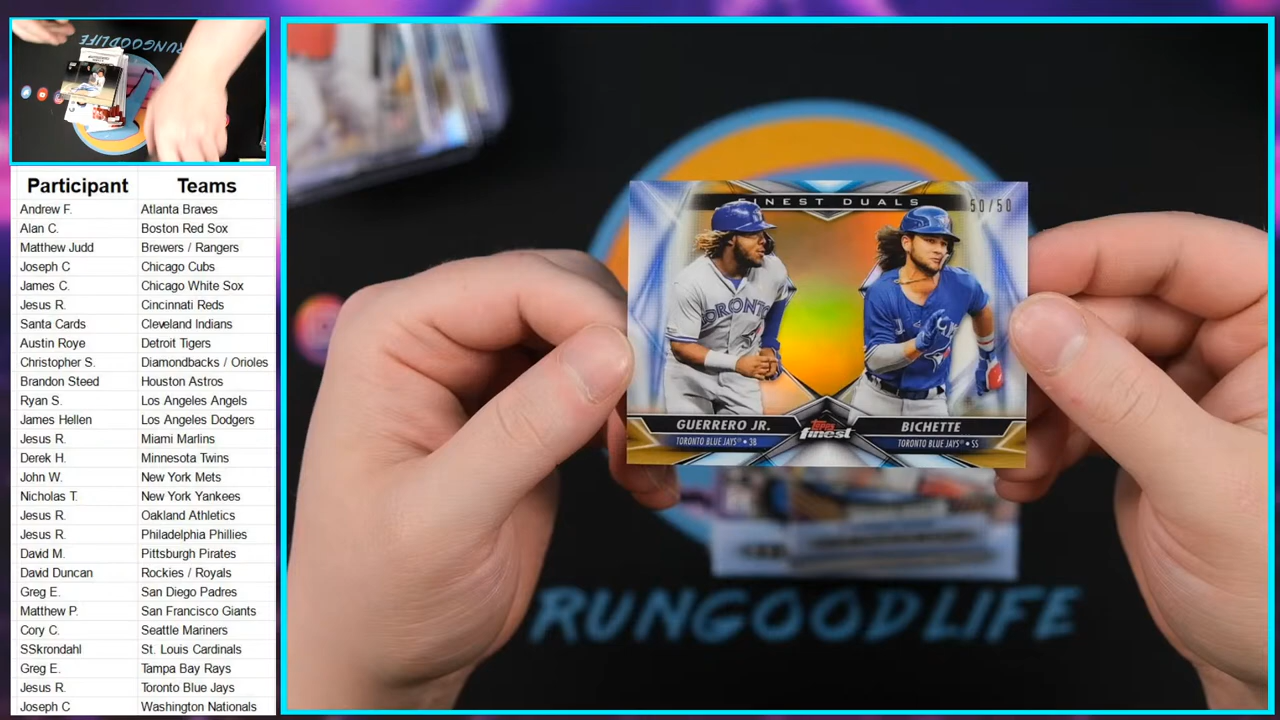 RUNGOODLIFE
Participant Teams
Andrew F. Atlanta Braves
Alan C. Boston Red Sox
Matthew Judd Brewers / Rangers
Joseph C Chicago Cubs
James C. Chicago White Sox
Jesus R. Cincinnati Reds
Santa Cards Cleveland Indians
Austin Roye Detroit Tigers
Christopher S. Diamondbacks / Orioles
Brandon Steed Houston Astros
Ryan S. Los Angeles Angels
James Hellen Los Angeles Dodgers
Jesus R. Miami Marlins
Derek H. Minnesota Twins
John W. New York Mets
Nicholas T. New York Yankees
Jesus R. Oakland Athletics
Jesus R. Philadelphia Phillies
David M. Pittsburgh Pirates
David Duncan Rockies / Royals
Greg E. San Diego Padres
Matthew P. San Francisco Giants
Cory C. Seattle Mariners
SSkrondahl St. Louis Cardinals
Greg E. Tampa Bay Rays
Jesus R. Toronto Blue Jays
Joseph C Washington Nationals
FINEST DUALS
50/50
TORONTO
GUERRERO JR.
TORONTO BLUE JAYS • 3B
Topps
finest
BICHETTE
TORONTO BLUE JAYS • SS
RUNGOODLIFE